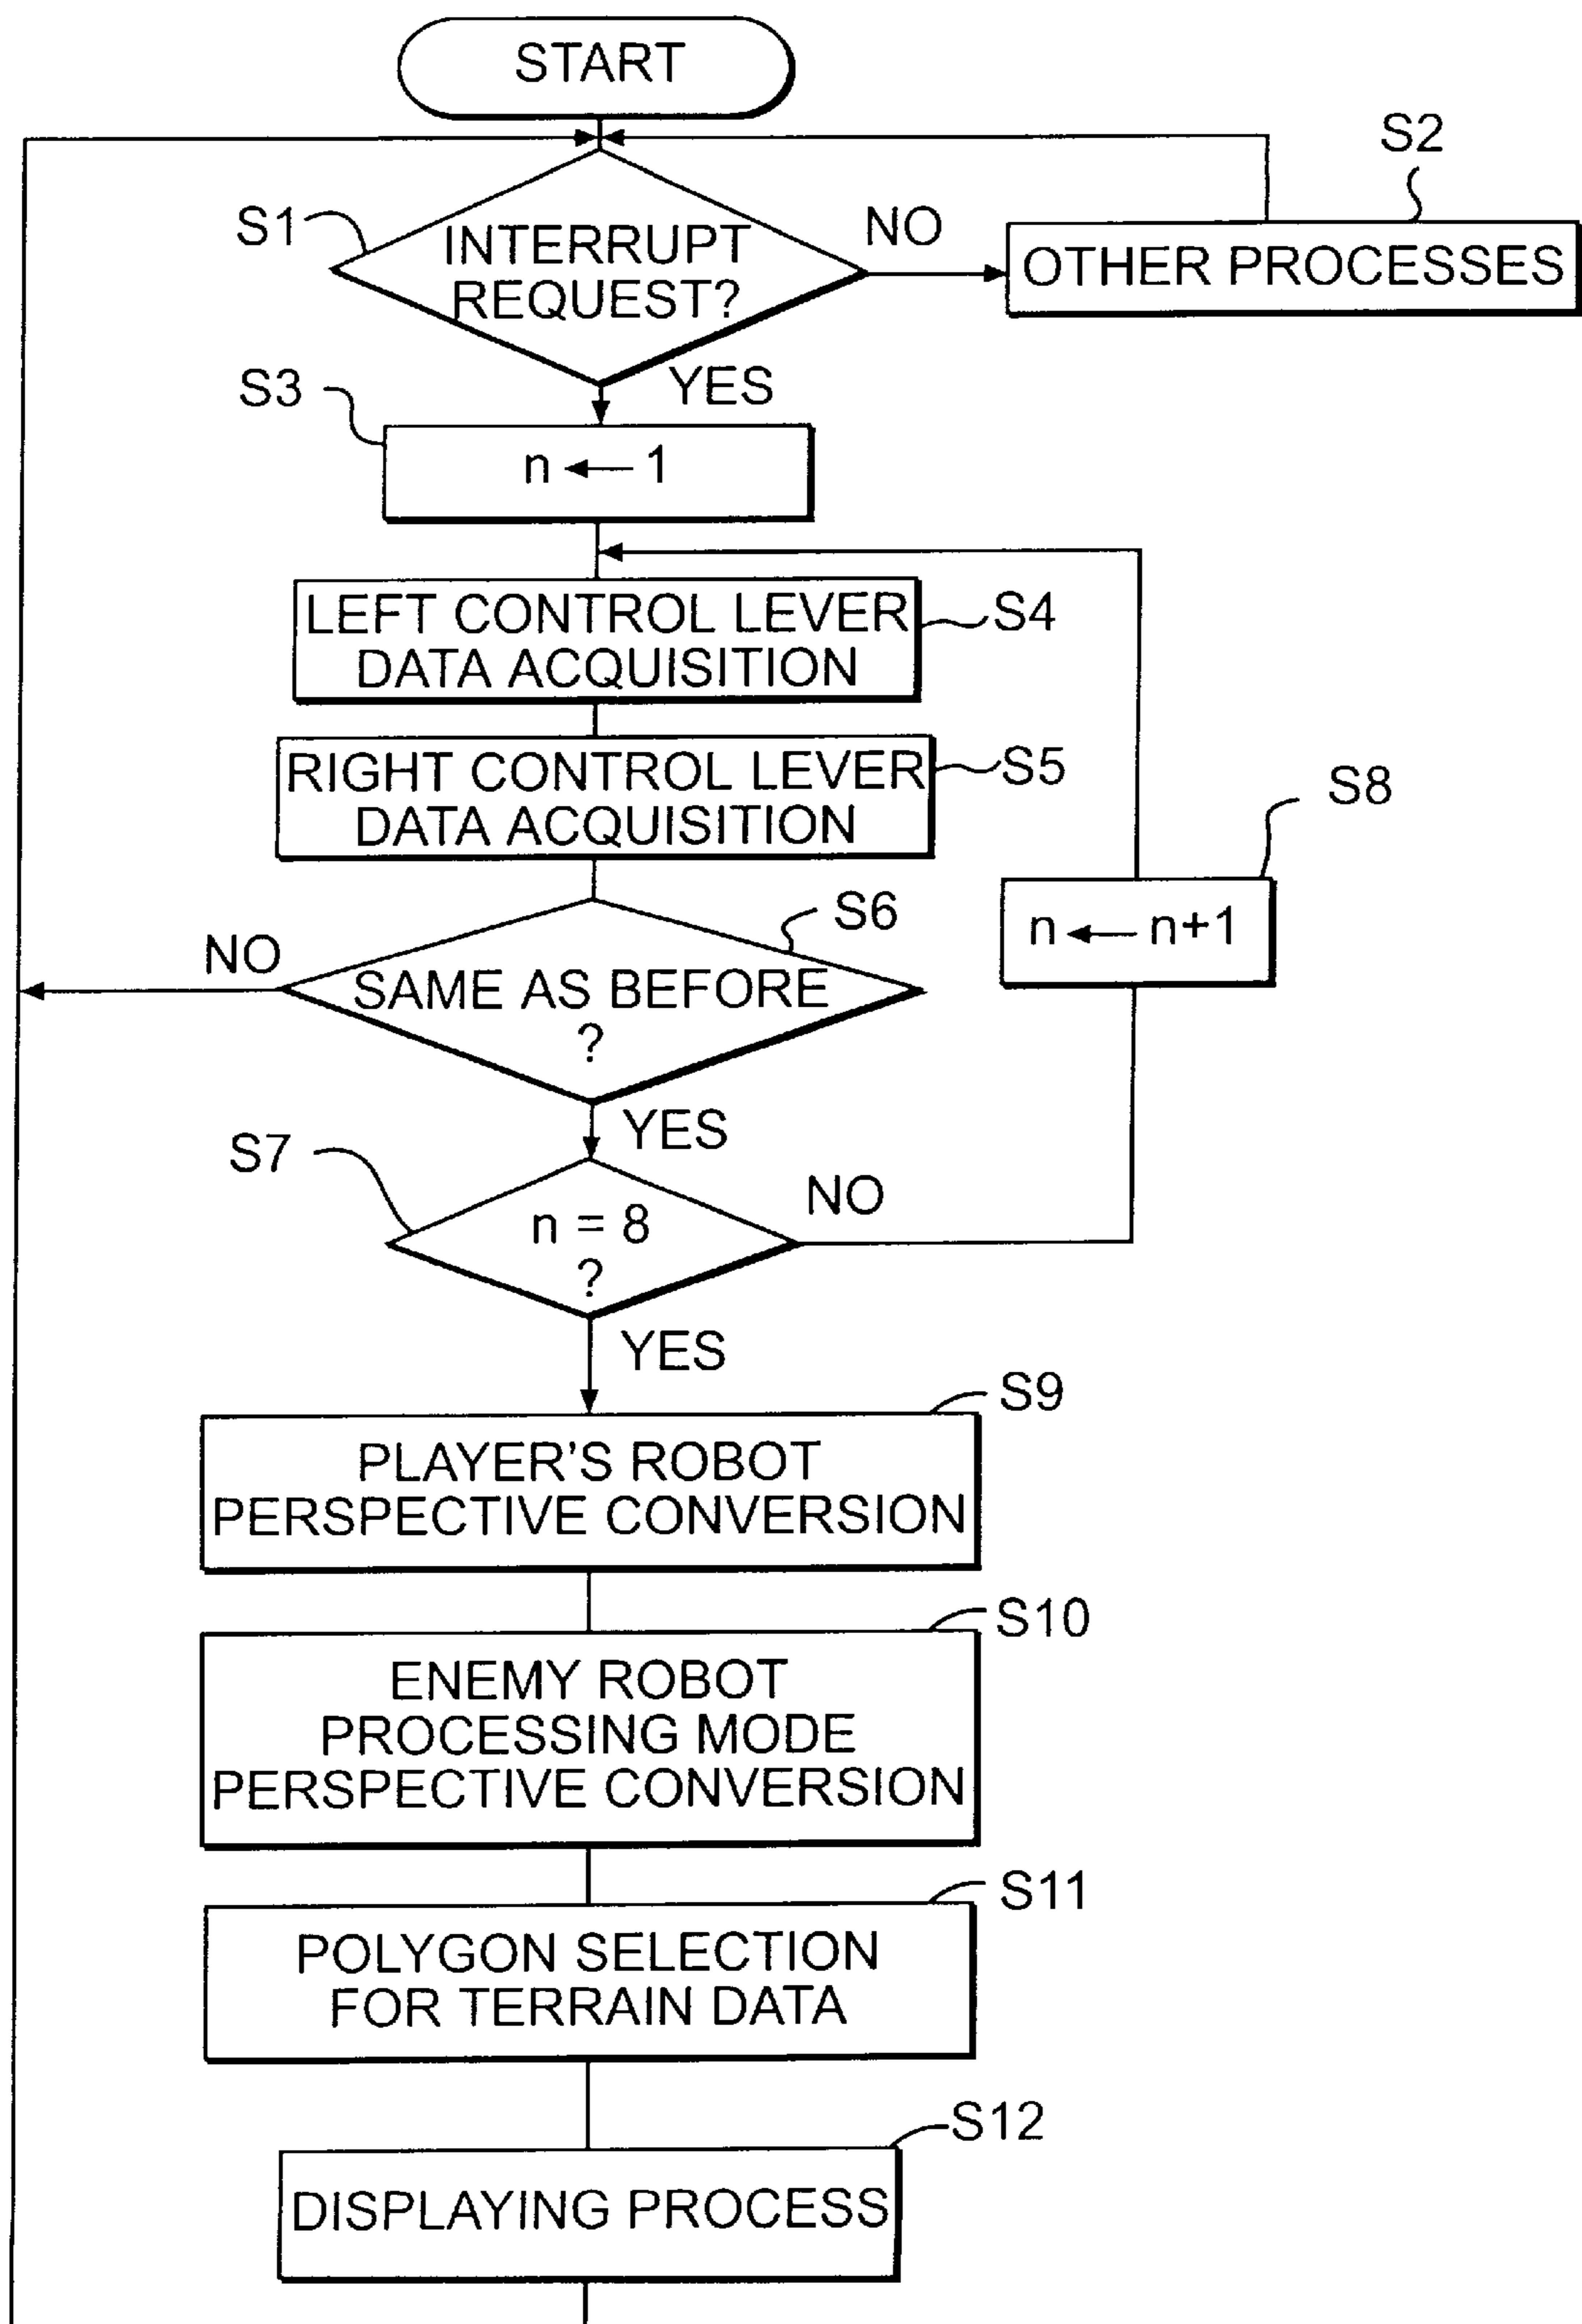 START
S1
INTERRUPT
REQUEST?
NO
S2
OTHER PROCESSES
YES
S3
n ← 1
LEFT CONTROL LEVER
DATA ACQUISITION
S4
RIGHT CONTROL LEVER
DATA ACQUISITION
S5
S8
n ← n+1
S6
NO
SAME AS BEFORE
?
YES
S7
n = 8
?
NO
YES
S9
PLAYER'S ROBOT
PERSPECTIVE CONVERSION
S10
ENEMY ROBOT
PROCESSING MODE
PERSPECTIVE CONVERSION
S11
POLYGON SELECTION
FOR TERRAIN DATA
S12
DISPLAYING PROCESS